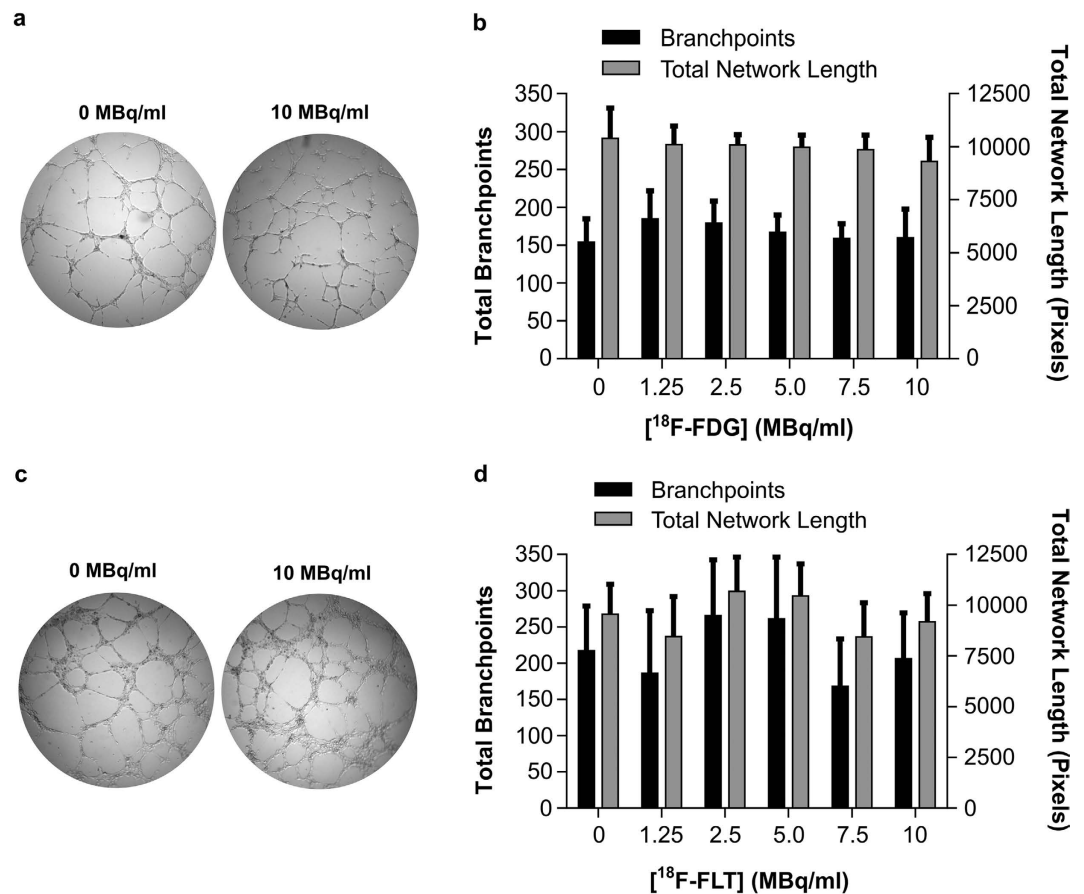 a
0 MBq/ml
10 MBq/ml
b
Branchpoints
Total Network Length
Total Branchpoints
350
300
250
200
150
100
50
0
12500
10000
7500
5000
2500
0
Total Network Length (Pixels)
0 1.25 2.5 5.0 7.5 10
[¹⁸F-FDG] (MBq/ml)
c
0 MBq/ml
10 MBq/ml
d
Branchpoints
Total Network Length
Total Branchpoints
350
300
250
200
150
100
50
0
12500
10000
7500
5000
2500
0
Total Network Length (Pixels)
0 1.25 2.5 5.0 7.5 10
[¹⁸F-FLT] (MBq/ml)